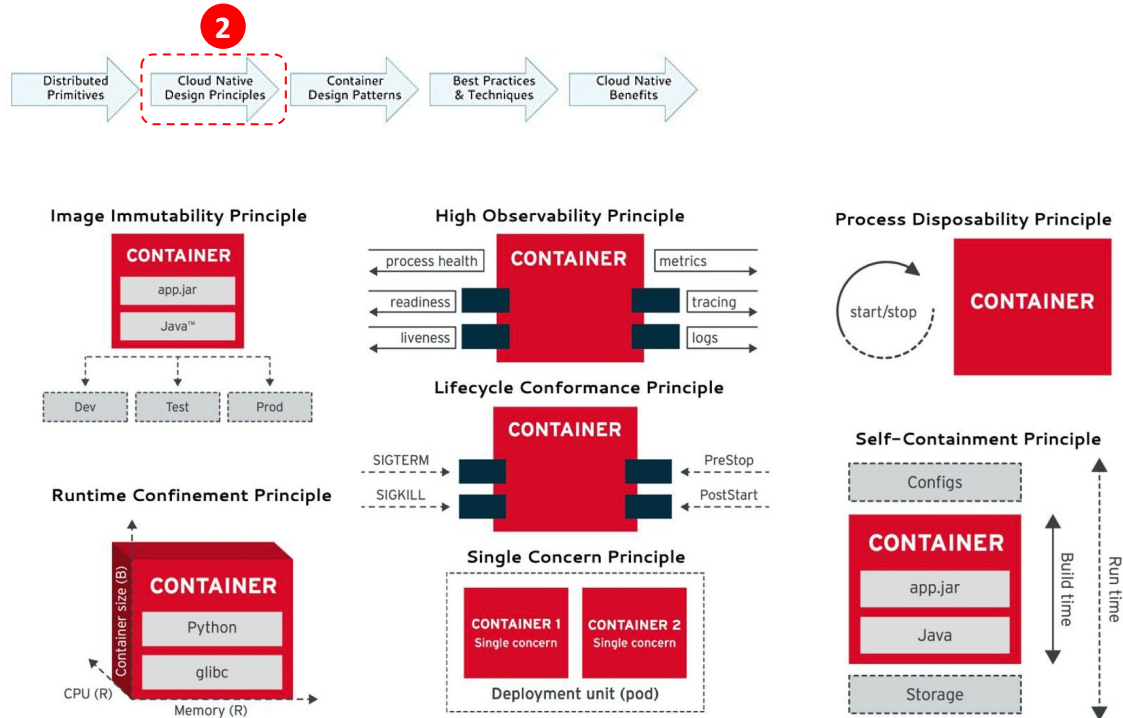 2
Distributed
Primitives
Cloud Native
Design Principles
Container
Design Patterns
Best Practices
& Techniques
Cloud Native
Benefits
Image Immutability Principle
CONTAINER
app.jar
Java™
Dev
Test
Prod
High Observability Principle
CONTAINER
process health
readiness
liveness
metrics
tracing
logs
Process Disposability Principle
start/stop
CONTAINER
Lifecycle Conformance Principle
CONTAINER
SIGTERM
SIGKILL
PreStop
PostStart
Runtime Confinement Principle
Container size (B)
CONTAINER
Python
glibc
CPU (R)
Memory (R)
Single Concern Principle
CONTAINER 1
Single concern
CONTAINER 2
Single concern
Deployment unit (pod)
Self-Containment Principle
Configs
CONTAINER
app.jar
Java
Storage
Build time
Run time